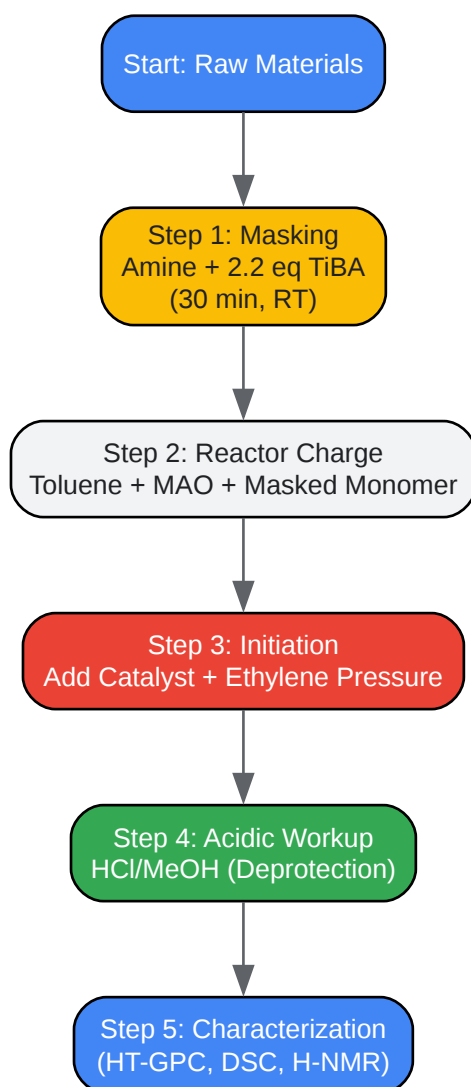 Start: Raw Materials
Step 1: Masking
Amine + 2.2 eq TiBA
(30 min, RT)
Step 2: Reactor Charge
Toluene + MAO + Masked Monomer
Step 3: Initiation
Add Catalyst + Ethylene Pressure
Step 4: Acidic Workup
HCl/MeOH (Deprotection)
Step 5: Characterization
(HT-GPC, DSC, H-NMR)